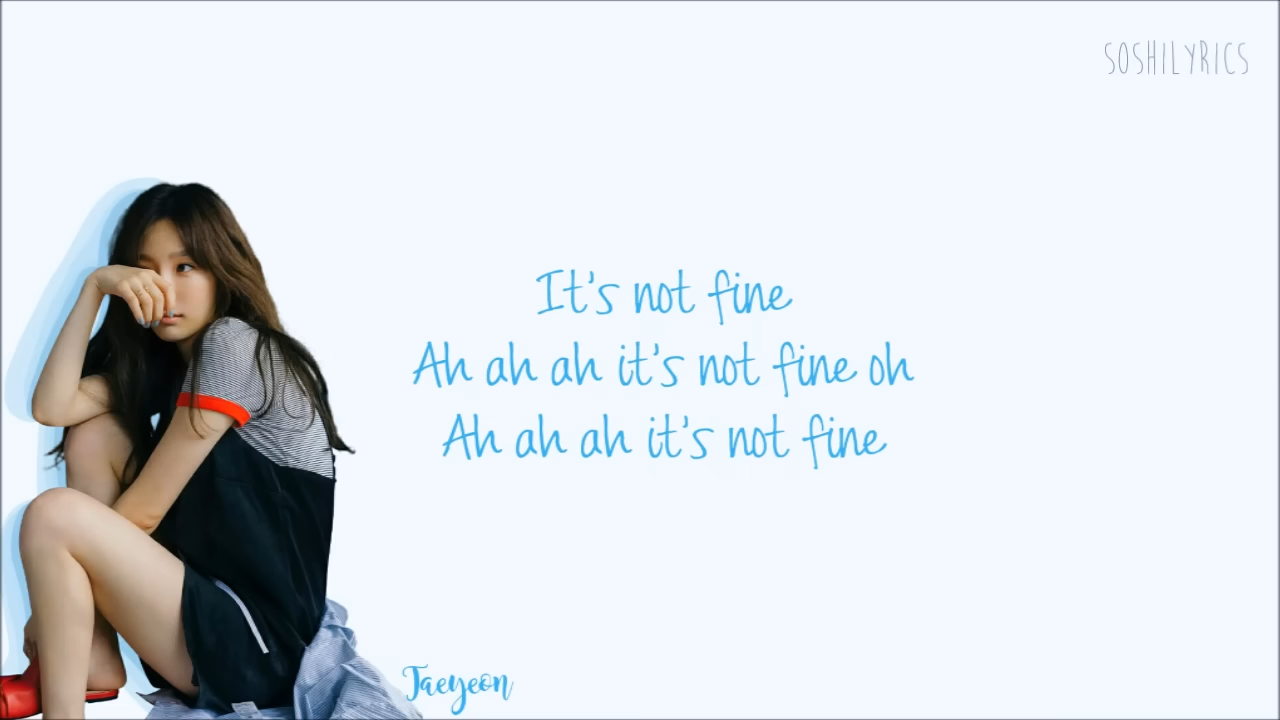 SOSHILYRICS
It's not fine
Ah ah ah it's not fine oh
Ah ah ah it's not fine
Taeyeon